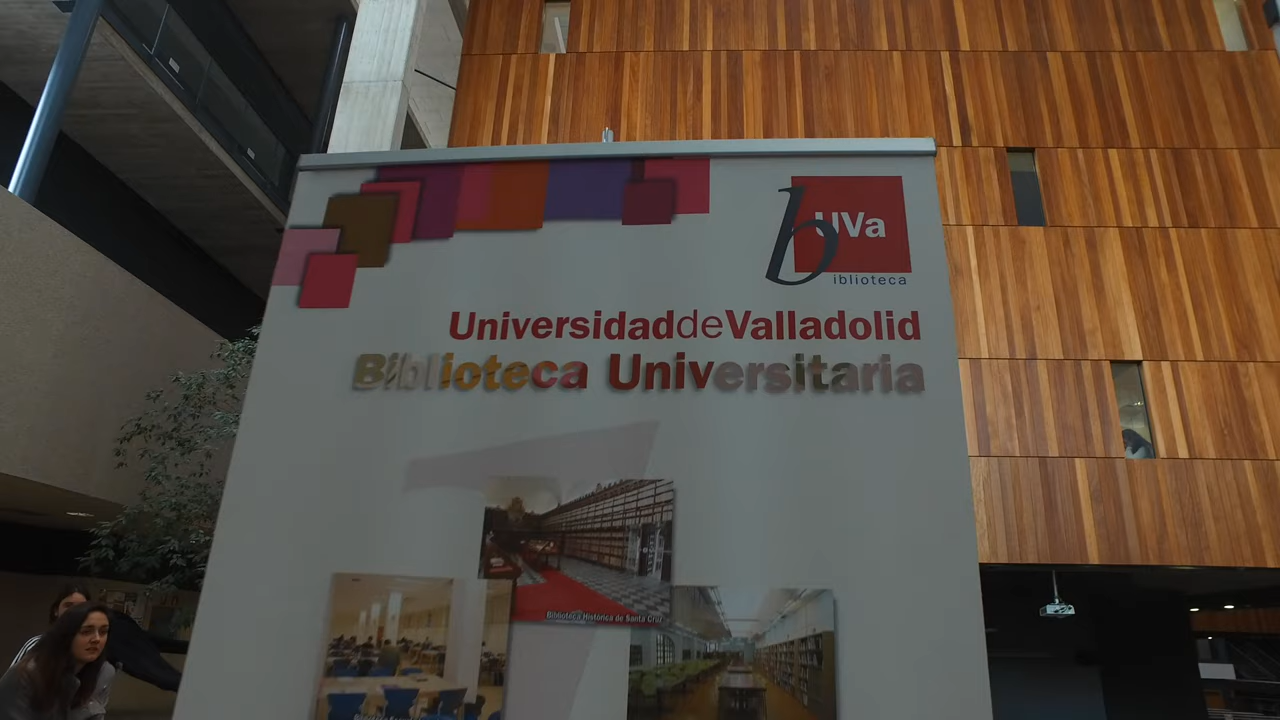 UVa
biblioteca
UniversidaddeValladolid
Biblioteca Universitaria
Biblioteca Histórica de Santa Cruz